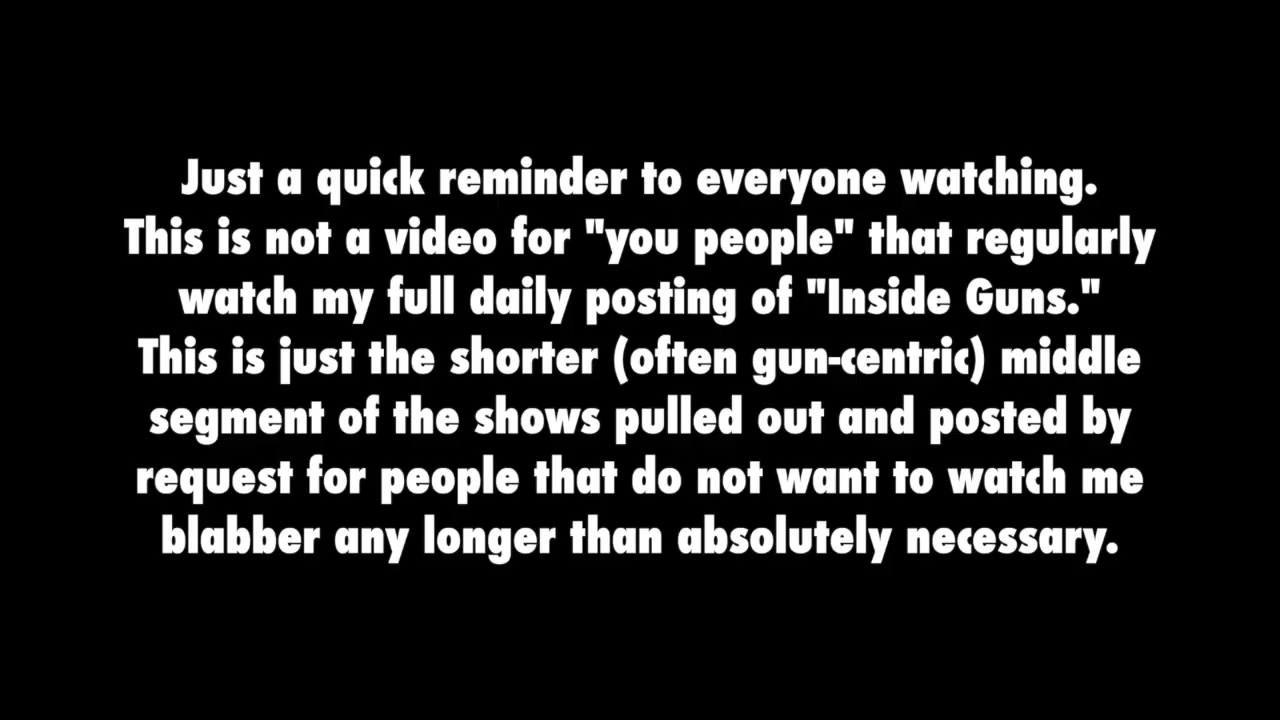 Just a quick reminder to everyone watching.
This is not a video for "you people" that regularly
watch my full daily posting of "Inside Guns."
This is just the shorter (often gun-centric) middle
segment of the shows pulled out and posted by
request for people that do not want to watch me
blabber any longer than absolutely necessary.